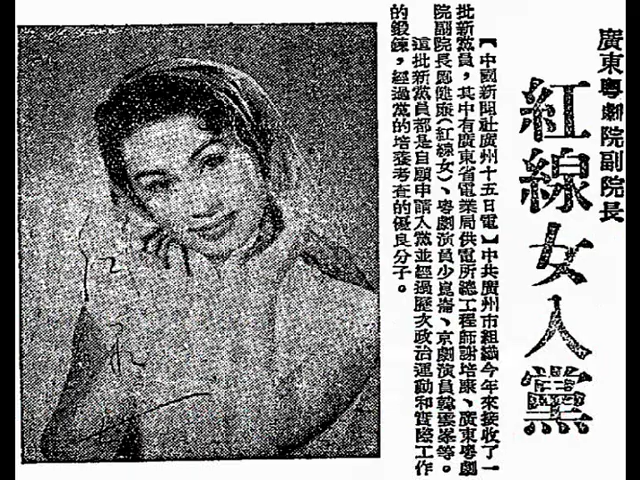 廣東粵劇院副院長
紅線女入黨
【中國新聞社廣州十五日電】中共廣州市組織今年來接收了一
批新黨員，其中有廣東省電業局供電所總工程師謝培康、廣東粵劇
院副院長鄺健康（紅線女）、粵劇演員少崑崙、京劇演員韓雲峯等。
這批新黨員都是自願申請入黨並經過歷次政治運動和實際工作
的鍛鍊，經過黨的培養考查的優良分子。
紅